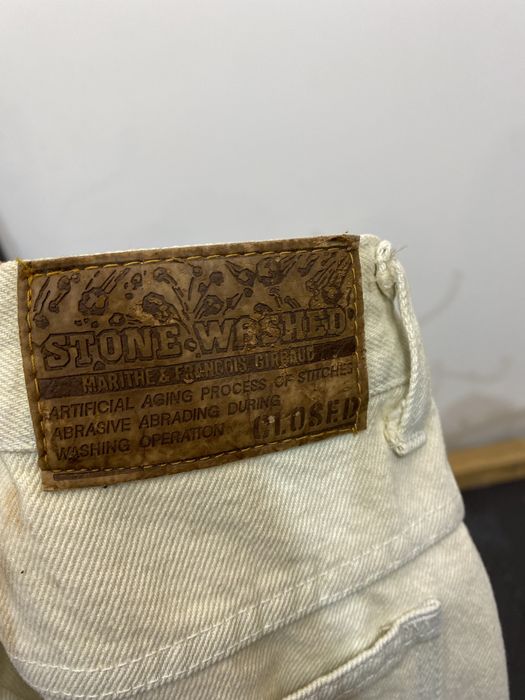 STONE•WASHED
MARITHE & FRANCOIS GIRBAUD
ARTIFICIAL AGING PROCESS OF STITCHES
ABRASIVE ABRADING DURING
WASHING OPERATION CLOSED